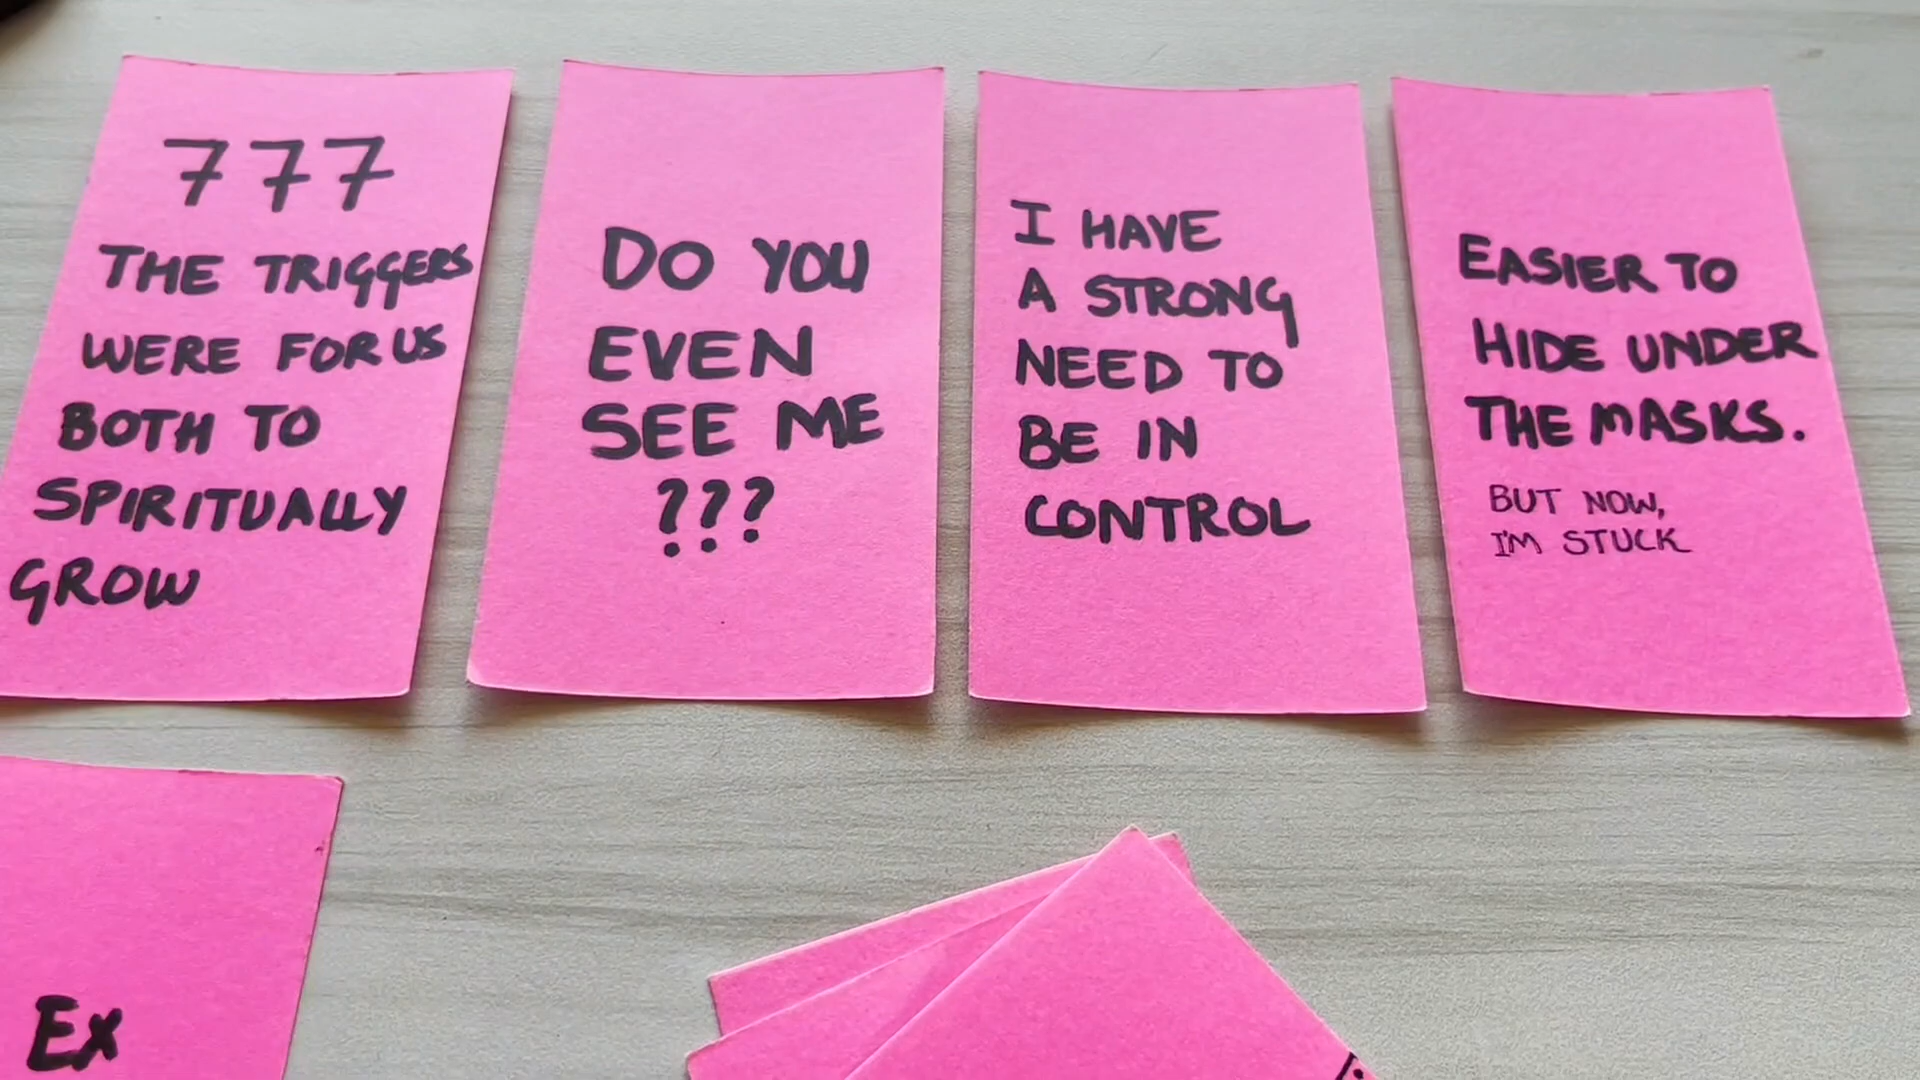 777
THE TRIGGERS
WERE FOR US
BOTH TO
SPIRITUALLY
GROW
DO YOU
EVEN
SEE ME
???
I HAVE
A STRONG
NEED TO
BE IN
CONTROL
EASIER TO
HIDE UNDER
THE MASKS.
BUT NOW,
I'M STUCK
Ex